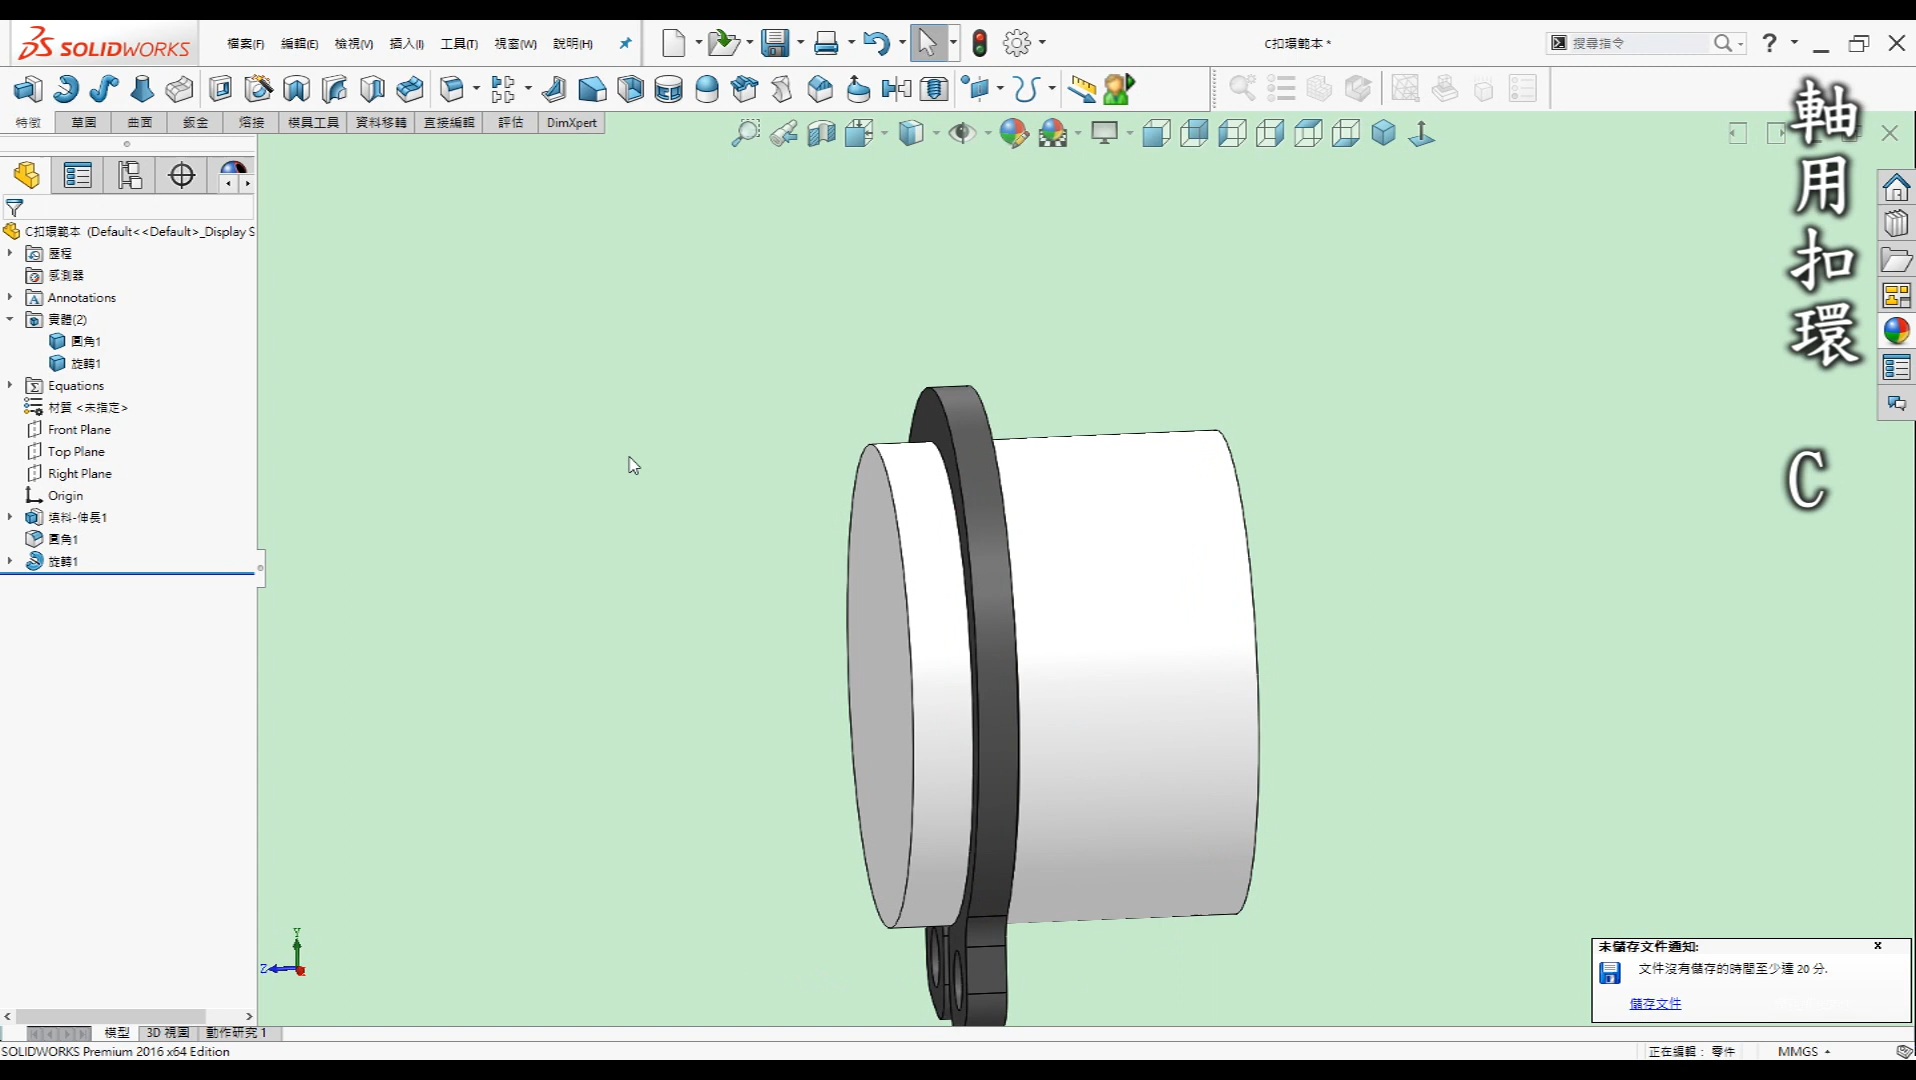 SOLIDWORKS
檔案(F) 編輯(E) 檢視(V) 插入(I) 工具(T) 視窗(W) 說明(H)
C扣環範本 *
搜尋指令
?
特徵 草圖 曲面 鈑金 熔接 模具工具 資料移轉 直接編輯 評估 DimXpert
C扣環範本 (Default<<Default>_Display S
歷程
感測器
Annotations
實體(2)
圓角1
旋轉1
Equations
材質 <未指定>
Front Plane
Top Plane
Right Plane
Origin
填料-伸長1
圓角1
旋轉1
軸用扣環 C
Y
Z
未儲存文件通知:
x
文件沒有儲存的時間至少達 20 分.
儲存文件
模型 3D 視圖 動作研究 1
SOLIDWORKS Premium 2016 x64 Edition
正在編輯： 零件
MMGS